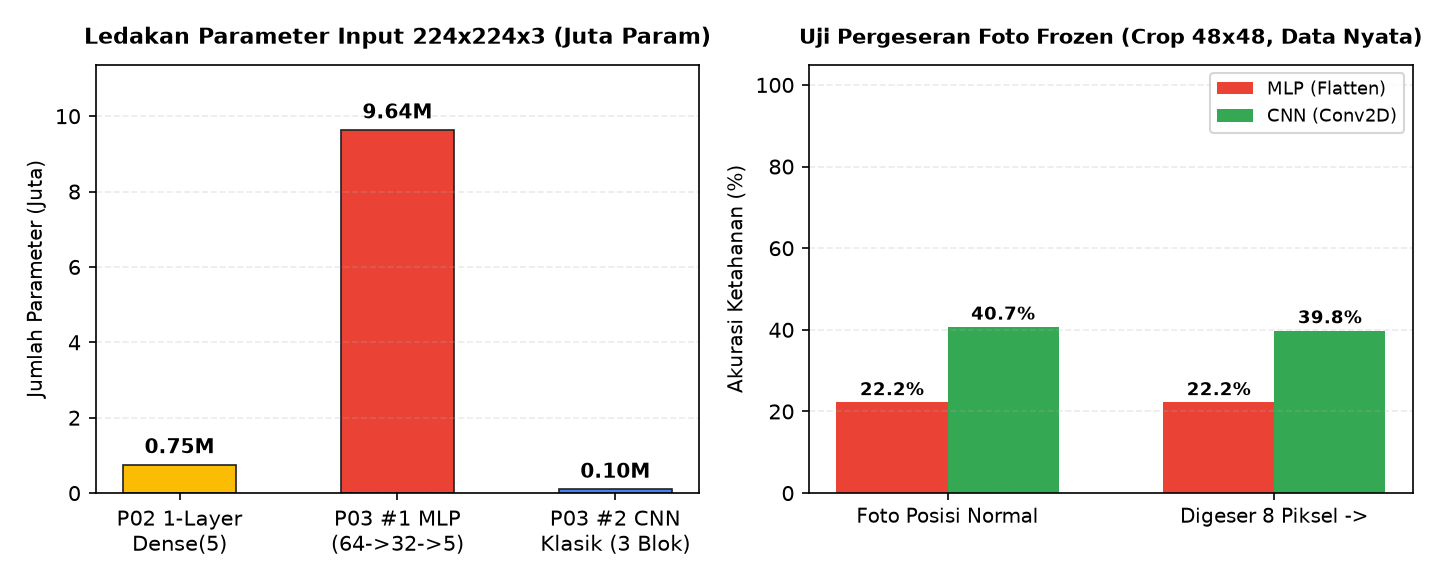 Ledakan Parameter Input 224x224x3 (Juta Param)
Jumlah Parameter (Juta)
10
8
6
4
2
0
0.75M
9.64M
0.10M
P02 1-Layer
Dense(5)
P03 #1 MLP
(64->32->5)
P03 #2 CNN
Klasik (3 Blok)
Uji Pergeseran Foto Frozen (Crop 48x48, Data Nyata)
Akurasi Ketahanan (%)
100
80
60
40
20
0
MLP (Flatten)
CNN (Conv2D)
22.2%
40.7%
22.2%
39.8%
Foto Posisi Normal
Digeser 8 Piksel ->